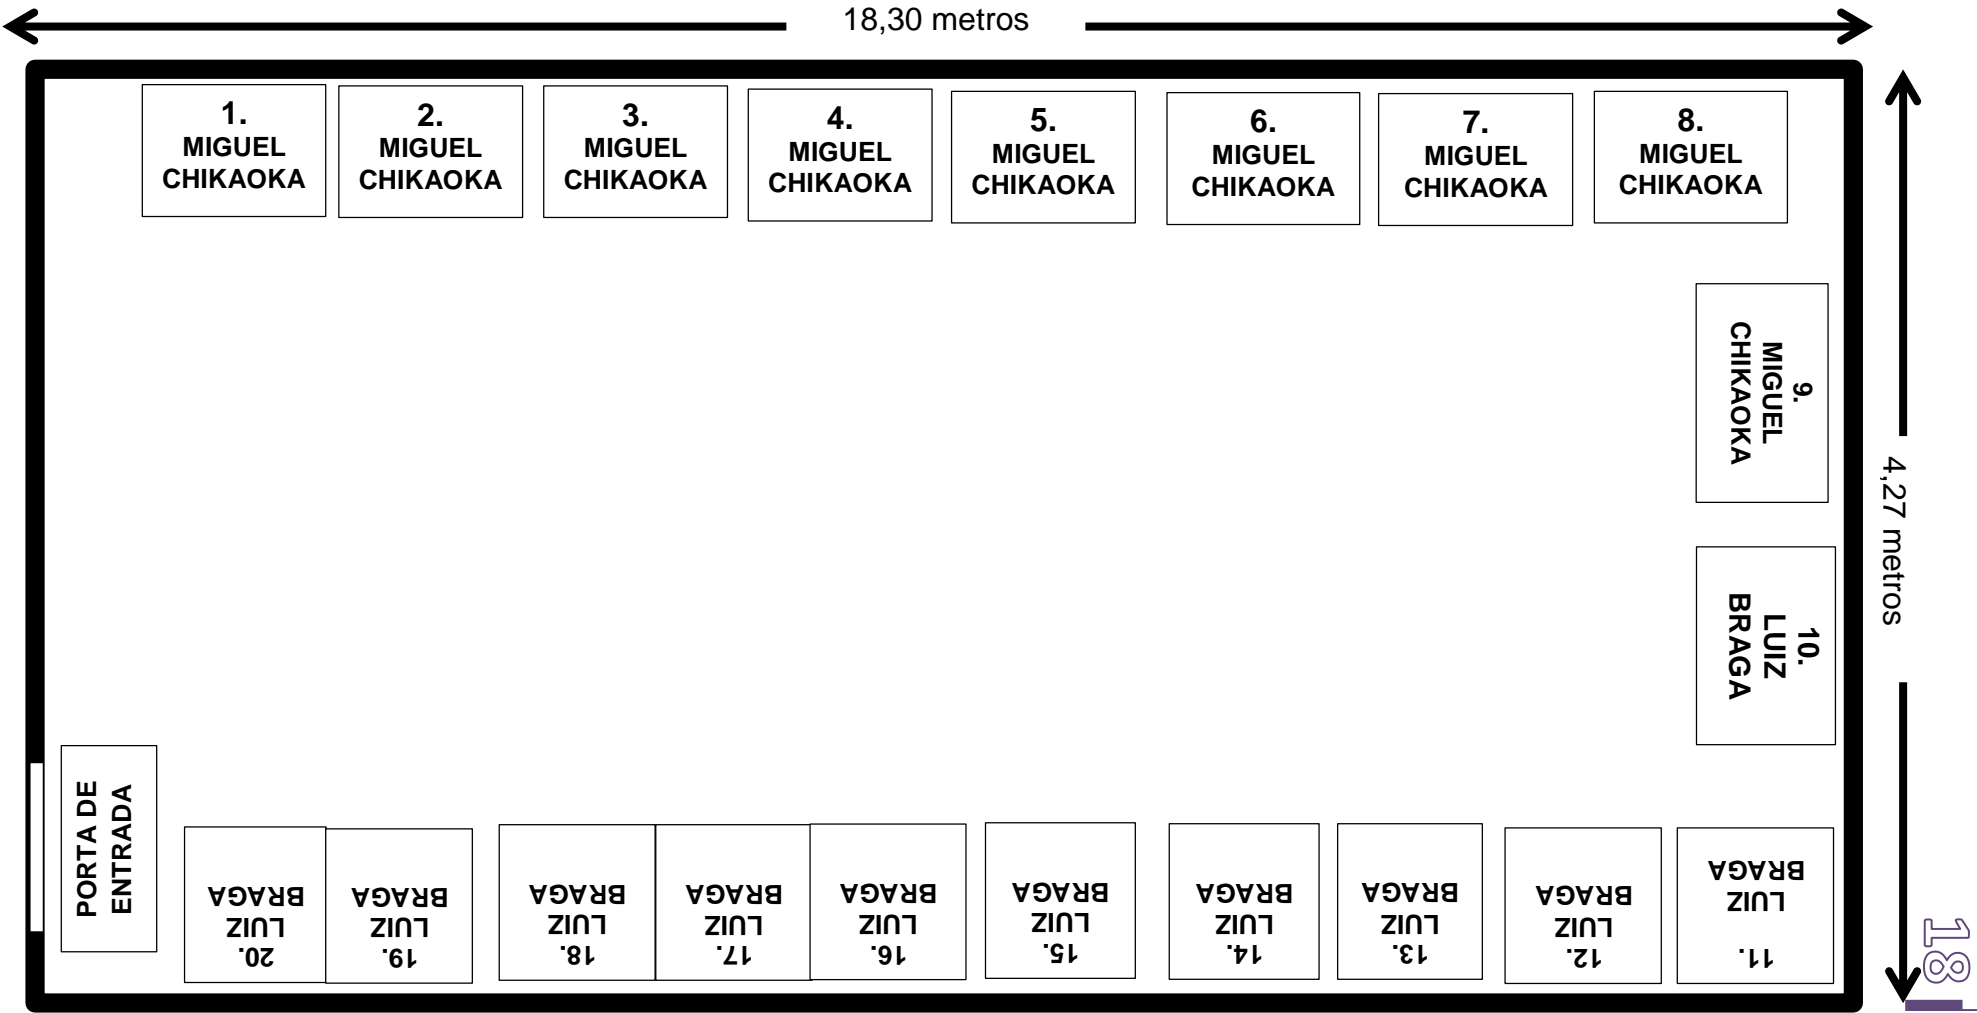 18,30 metros
1.
MIGUEL
CHIKAOKA
2.
MIGUEL
CHIKAOKA
3.
MIGUEL
CHIKAOKA
4.
MIGUEL
CHIKAOKA
5.
MIGUEL
CHIKAOKA
6.
MIGUEL
CHIKAOKA
7.
MIGUEL
CHIKAOKA
8.
MIGUEL
CHIKAOKA
9.
MIGUEL
CHIKAOKA
4,27 metros
10.
LUIZ
BRAGA
11.
LUIZ
BRAGA
12.
LUIZ
BRAGA
13.
LUIZ
BRAGA
14.
LUIZ
BRAGA
15.
LUIZ
BRAGA
16.
LUIZ
BRAGA
17.
LUIZ
BRAGA
18.
LUIZ
BRAGA
19.
LUIZ
BRAGA
20.
LUIZ
BRAGA
PORTA DE
ENTRADA
18